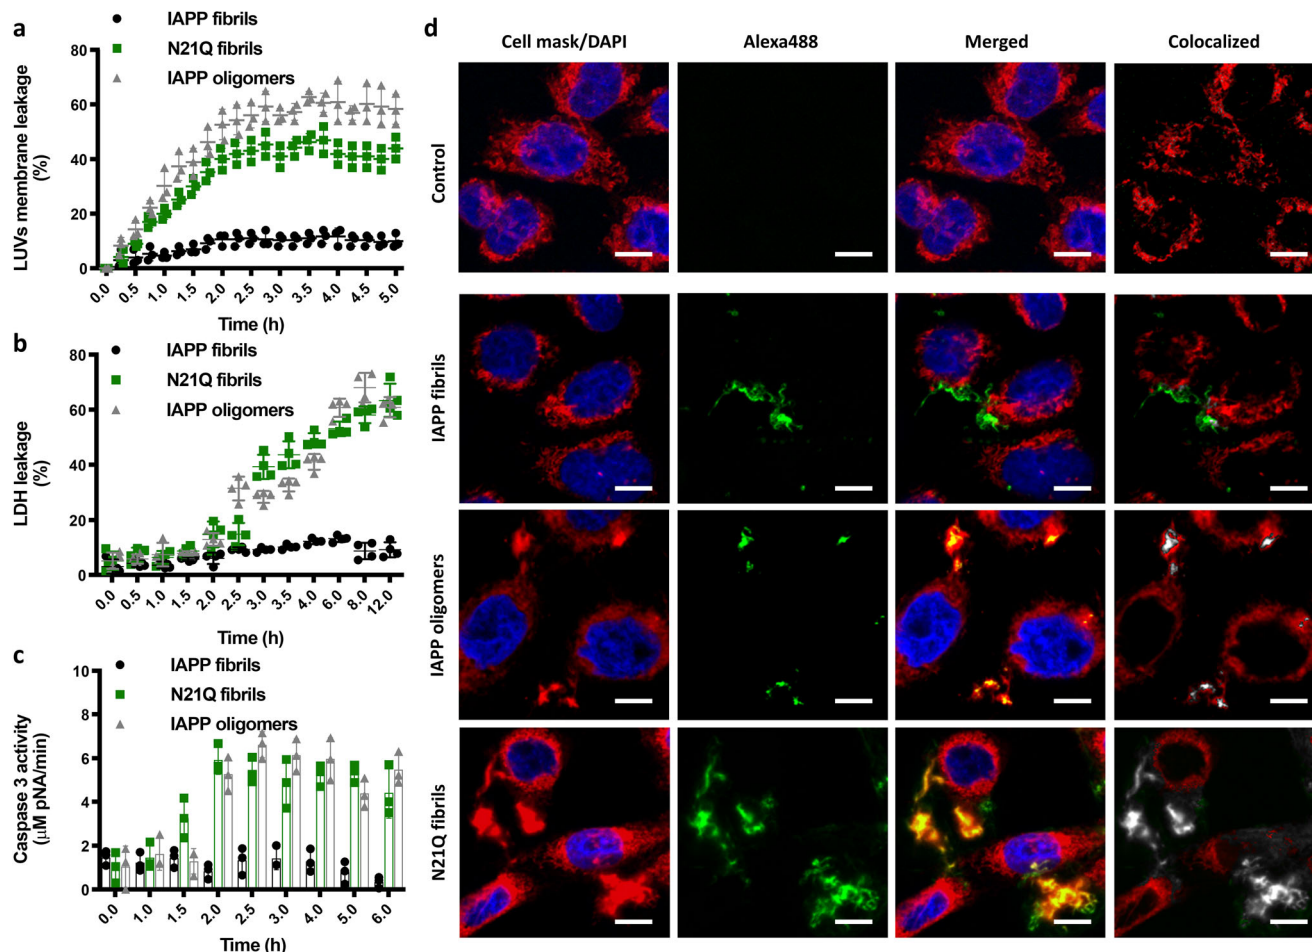 a
IAPP fibrils
N21Q fibrils
IAPP oligomers
80
60
40
20
0
LUVs membrane leakage
(%)
0.0
0.5
1.0
1.5
2.0
2.5
3.0
3.5
4.0
4.5
5.0
Time (h)
b
IAPP fibrils
N21Q fibrils
IAPP oligomers
80
60
40
20
0
LDH leakage
(%)
0.0
0.5
1.0
1.5
2.0
2.5
3.0
3.5
4.0
6.0
8.0
12.0
Time (h)
c
IAPP fibrils
N21Q fibrils
IAPP oligomers
10
8
6
4
2
0
Caspase 3 activity
(µM pNA/min)
0.0
1.0
1.5
2.0
2.5
3.0
4.0
5.0
6.0
Time (h)
d
Cell mask/DAPI
Alexa488
Merged
Colocalized
Control
IAPP fibrils
IAPP oligomers
N21Q fibrils